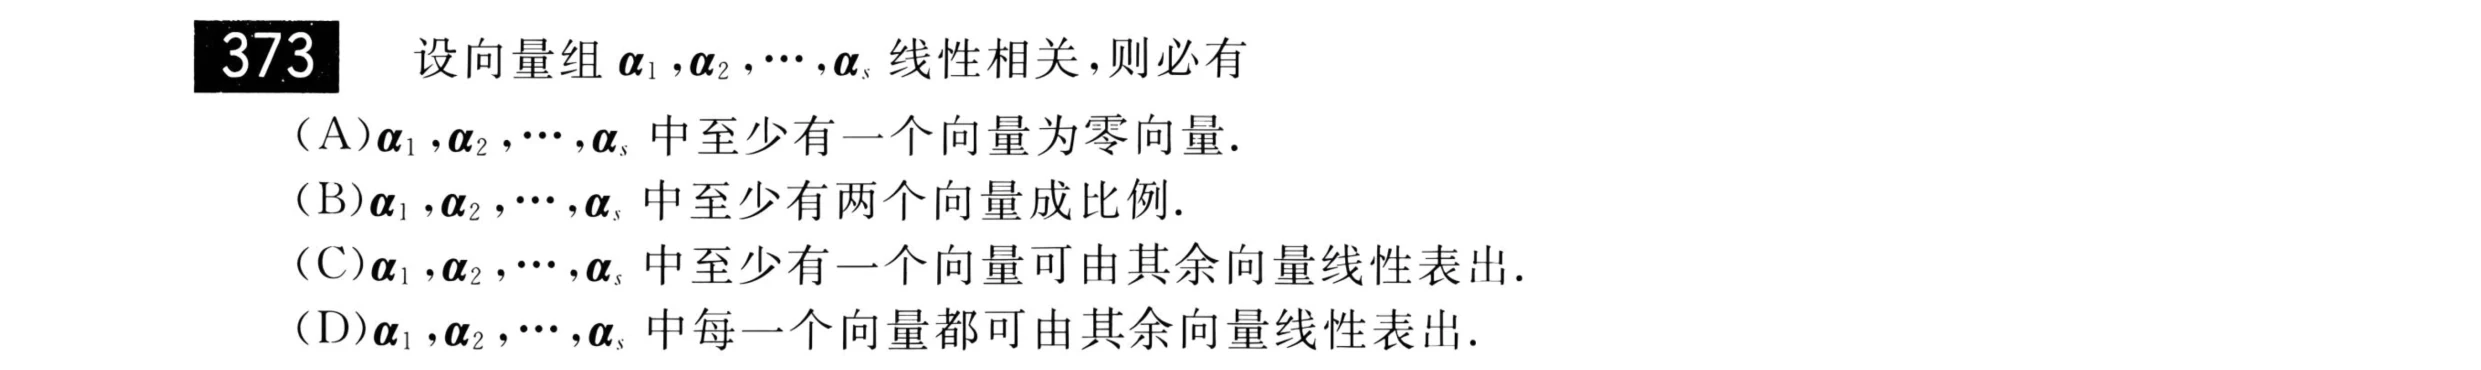 373 设向量组 α₁,α₂,⋯,αₛ 线性相关,则必有
(A)α₁,α₂,⋯,αₛ 中至少有一个向量为零向量.
(B)α₁,α₂,⋯,αₛ 中至少有两个向量成比例.
(C)α₁,α₂,⋯,αₛ 中至少有一个向量可由其余向量线性表出.
(D)α₁,α₂,⋯,αₛ 中每一个向量都可由其余向量线性表出.